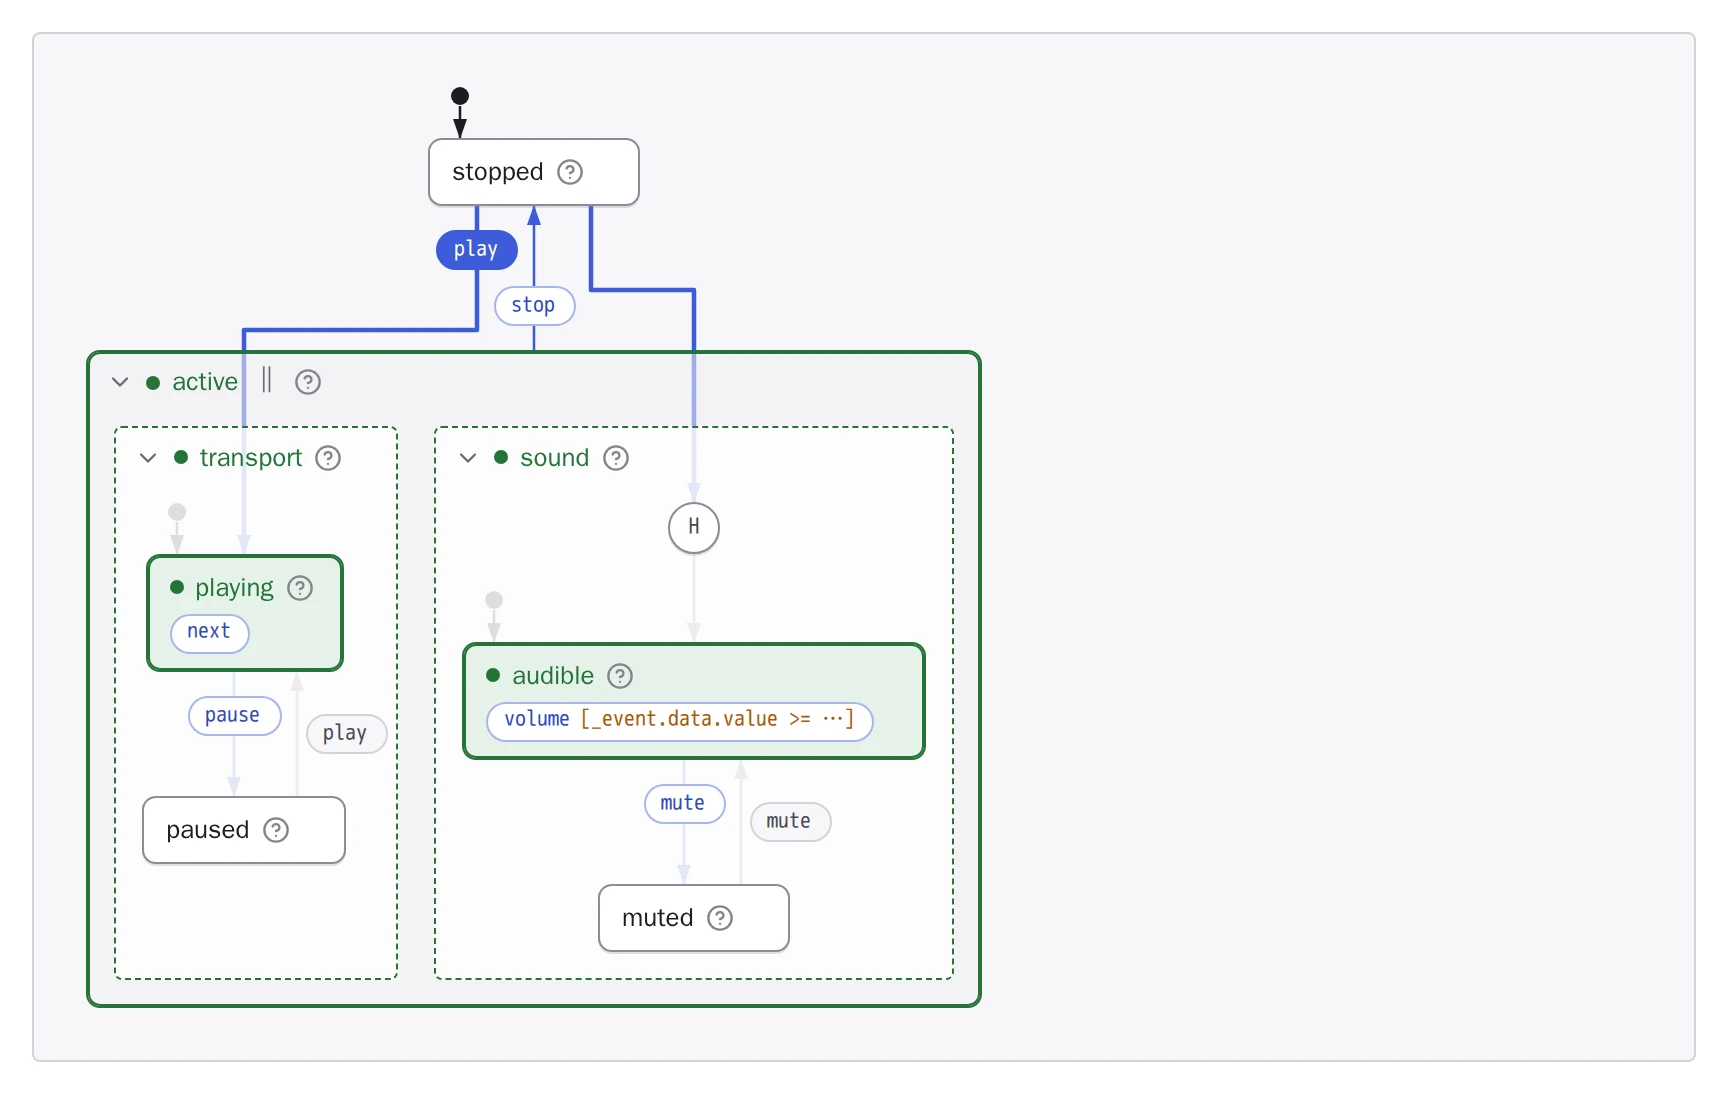 stopped
play
stop
active
transport
sound
H
playing
next
audible
volume [_event.data.value >= ···]
pause
play
mute
mute
paused
muted